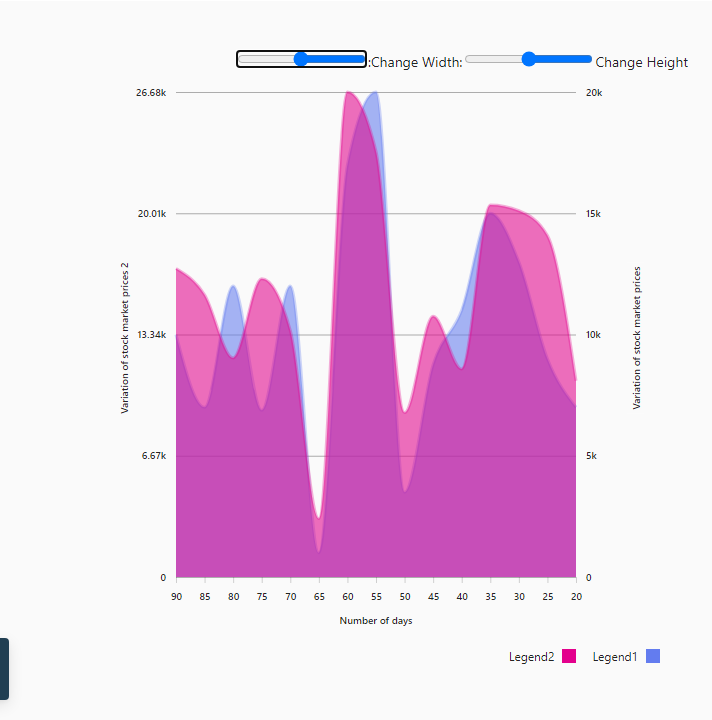 :Change Width: Change Height
26.68k 20k
20.01k 15k
13.34k 10k
6.67k 5k
0 0
Variation of stock market prices 2
Variation of stock market prices
90 85 80 75 70 65 60 55 50 45 40 35 30 25 20
Number of days
Legend2 Legend1